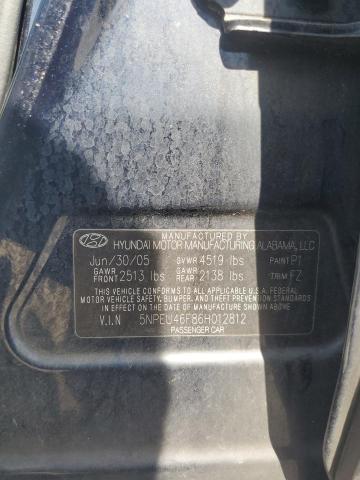 MANUFACTURED BY
HYUNDAI MOTOR MANUFACTURING ALABAMA, LLC
Jun/30/05 GVWR 4519 lbs PAINT P1
GAWR FRONT 2513 lbs GAWR REAR 2138 lbs TRIM FZ
THIS VEHICLE CONFORMS TO ALL APPLICABLE U.S. FEDERAL
MOTOR VEHICLE SAFETY, BUMPER, AND THEFT PREVENTION
STANDARDS IN EFFECT ON THE DATE OF
MANUFACTURE SHOWN ABOVE.
V.I.N 5NPEU46F86H012812
PASSENGER CAR